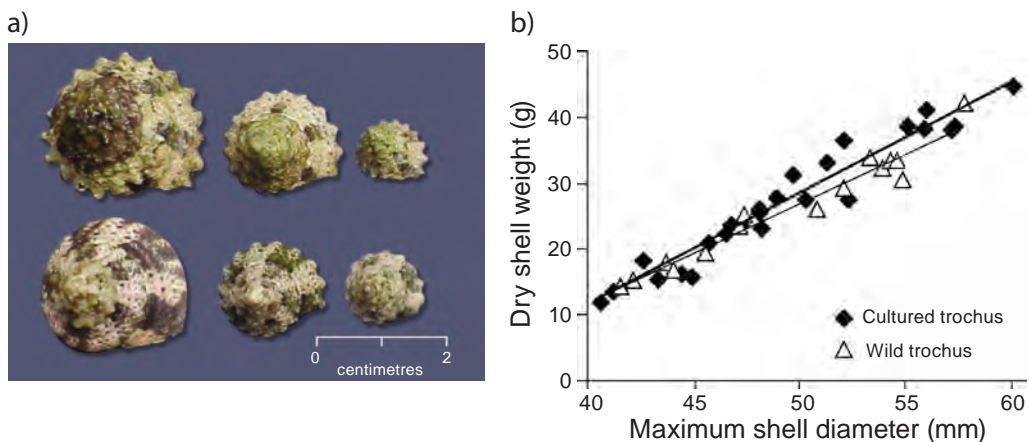 a)
0 2
centimetres
b)
Dry shell weight (g)
50
40
30
20
10
0
Cultured trochus
Wild trochus
40 45 50 55 60
Maximum shell diameter (mm)